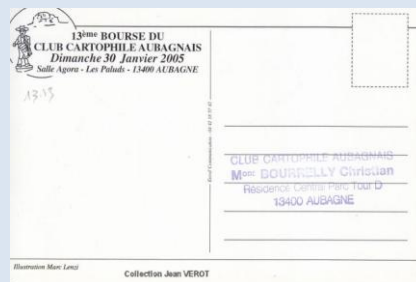 13ème BOURSE DU
CLUB CARTOPHILE AUBAGNAIS
Dimanche 30 Janvier 2005
Salle Agora - Les Paluds - 13400 AUBAGNE
13.13
CLUB CARTOPHILE AUBAGNAIS
Mme BOURRELLY Christian
Résidence Central Parc Tour D
13400 AUBAGNE
Illustration Marc Lenzi
Collection Jean VEROT